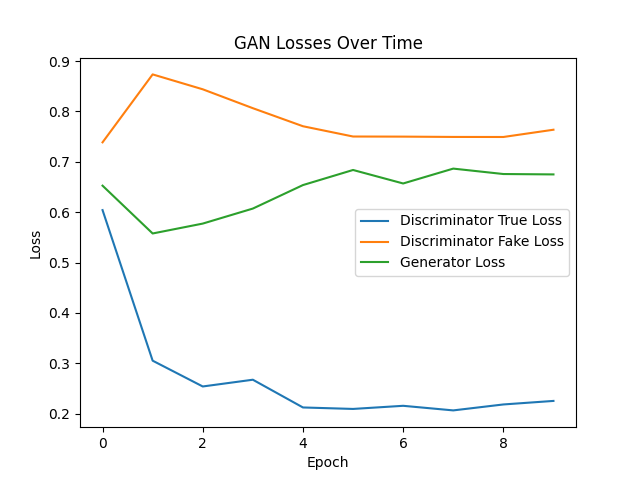 GAN Losses Over Time
0.9
0.8
0.7
0.6
0.5
0.4
0.3
0.2
Loss
Discriminator True Loss
Discriminator Fake Loss
Generator Loss
0 2 4 6 8
Epoch